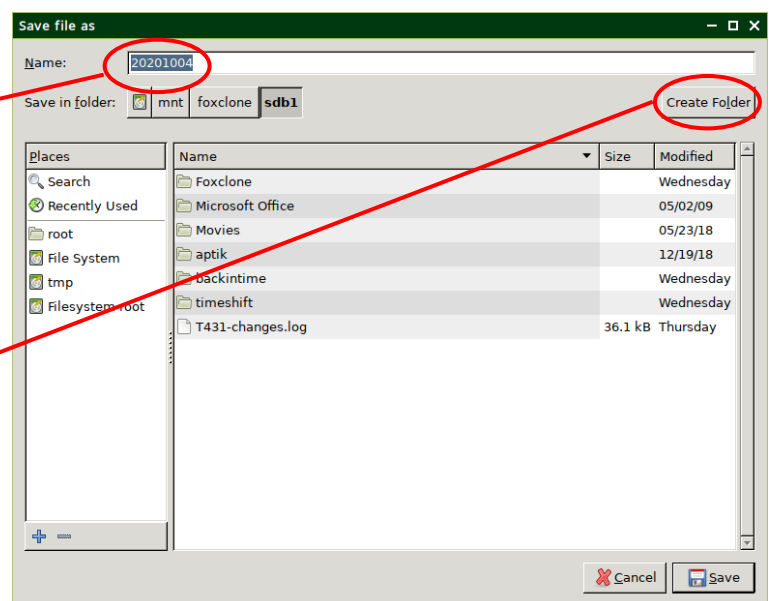 Save file as
Name: 20201004
Save in folder: mnt foxclone sdb1 Create Folder
Places Name Size Modified
Search Foxclone Wednesday
Recently Used Microsoft Office 05/02/09
root Movies 05/23/18
File System aptik 12/19/18
tmp backintime Wednesday
Filesystem root timeshift Wednesday
T431-changes.log 36.1 kB Thursday
Cancel Save